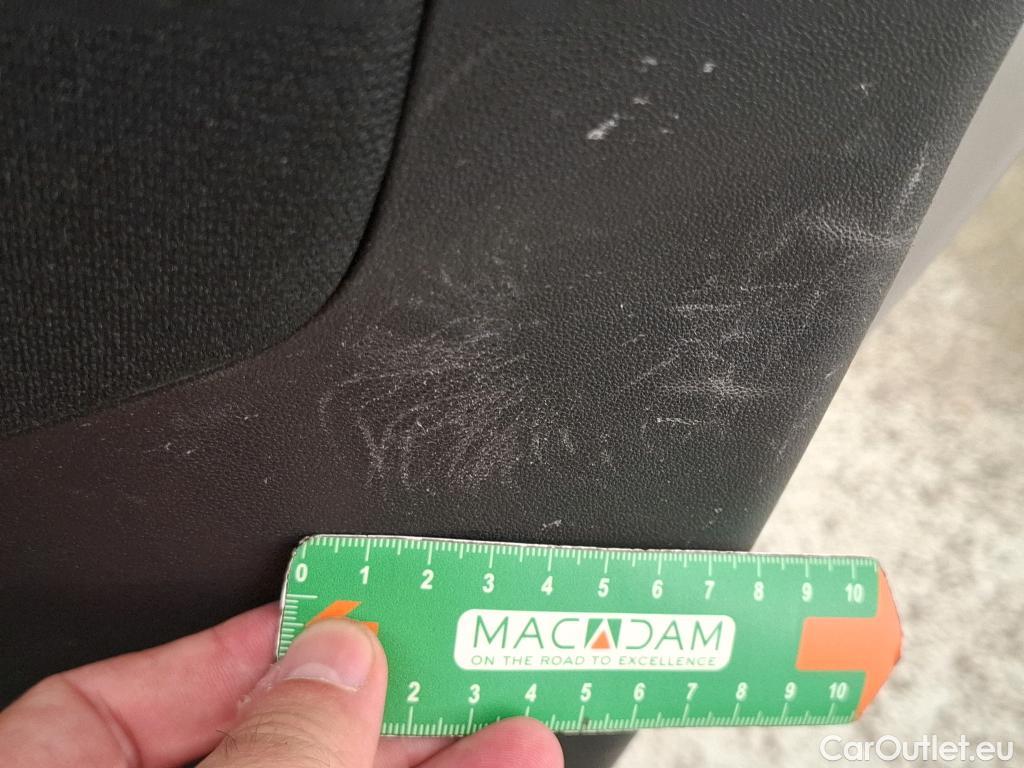 0 1 2 3 4 5 6 7 8 9 10
MACADAM
ON THE ROAD TO EXCELLENCE
2 3 4 5 6 7 8 9 10
CarOutlet.eu